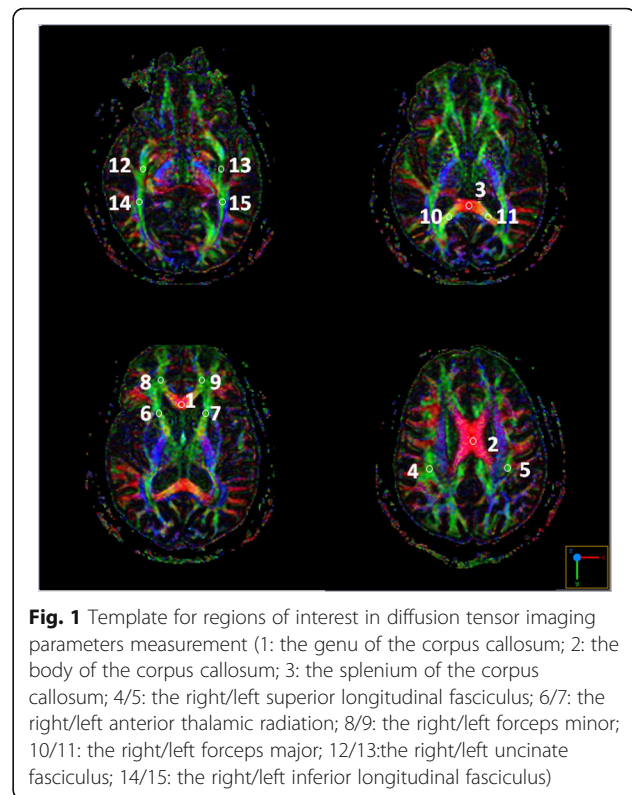 12 13
14 15
3
10 11
8 9
1
6 7
2
4 5
Fig. 1 Template for regions of interest in diffusion tensor imaging
parameters measurement (1: the genu of the corpus callosum; 2: the
body of the corpus callosum; 3: the splenium of the corpus
callosum; 4/5: the right/left superior longitudinal fasciculus; 6/7: the
right/left anterior thalamic radiation; 8/9: the right/left forceps minor;
10/11: the right/left forceps major; 12/13:the right/left uncinate
fasciculus; 14/15: the right/left inferior longitudinal fasciculus)